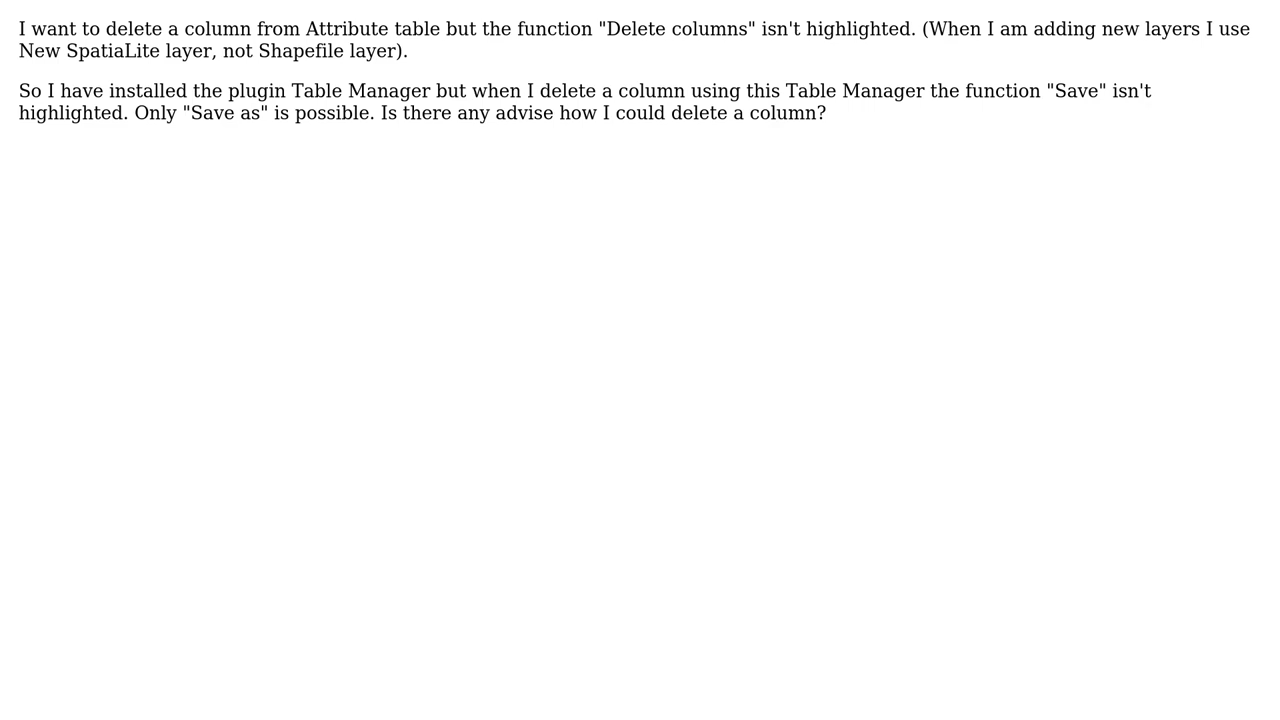 I want to delete a column from Attribute table but the function "Delete columns" isn't highlighted. (When I am adding new layers I use
New SpatiaLite layer, not Shapefile layer).
So I have installed the plugin Table Manager but when I delete a column using this Table Manager the function "Save" isn't
highlighted. Only "Save as" is possible. Is there any advise how I could delete a column?